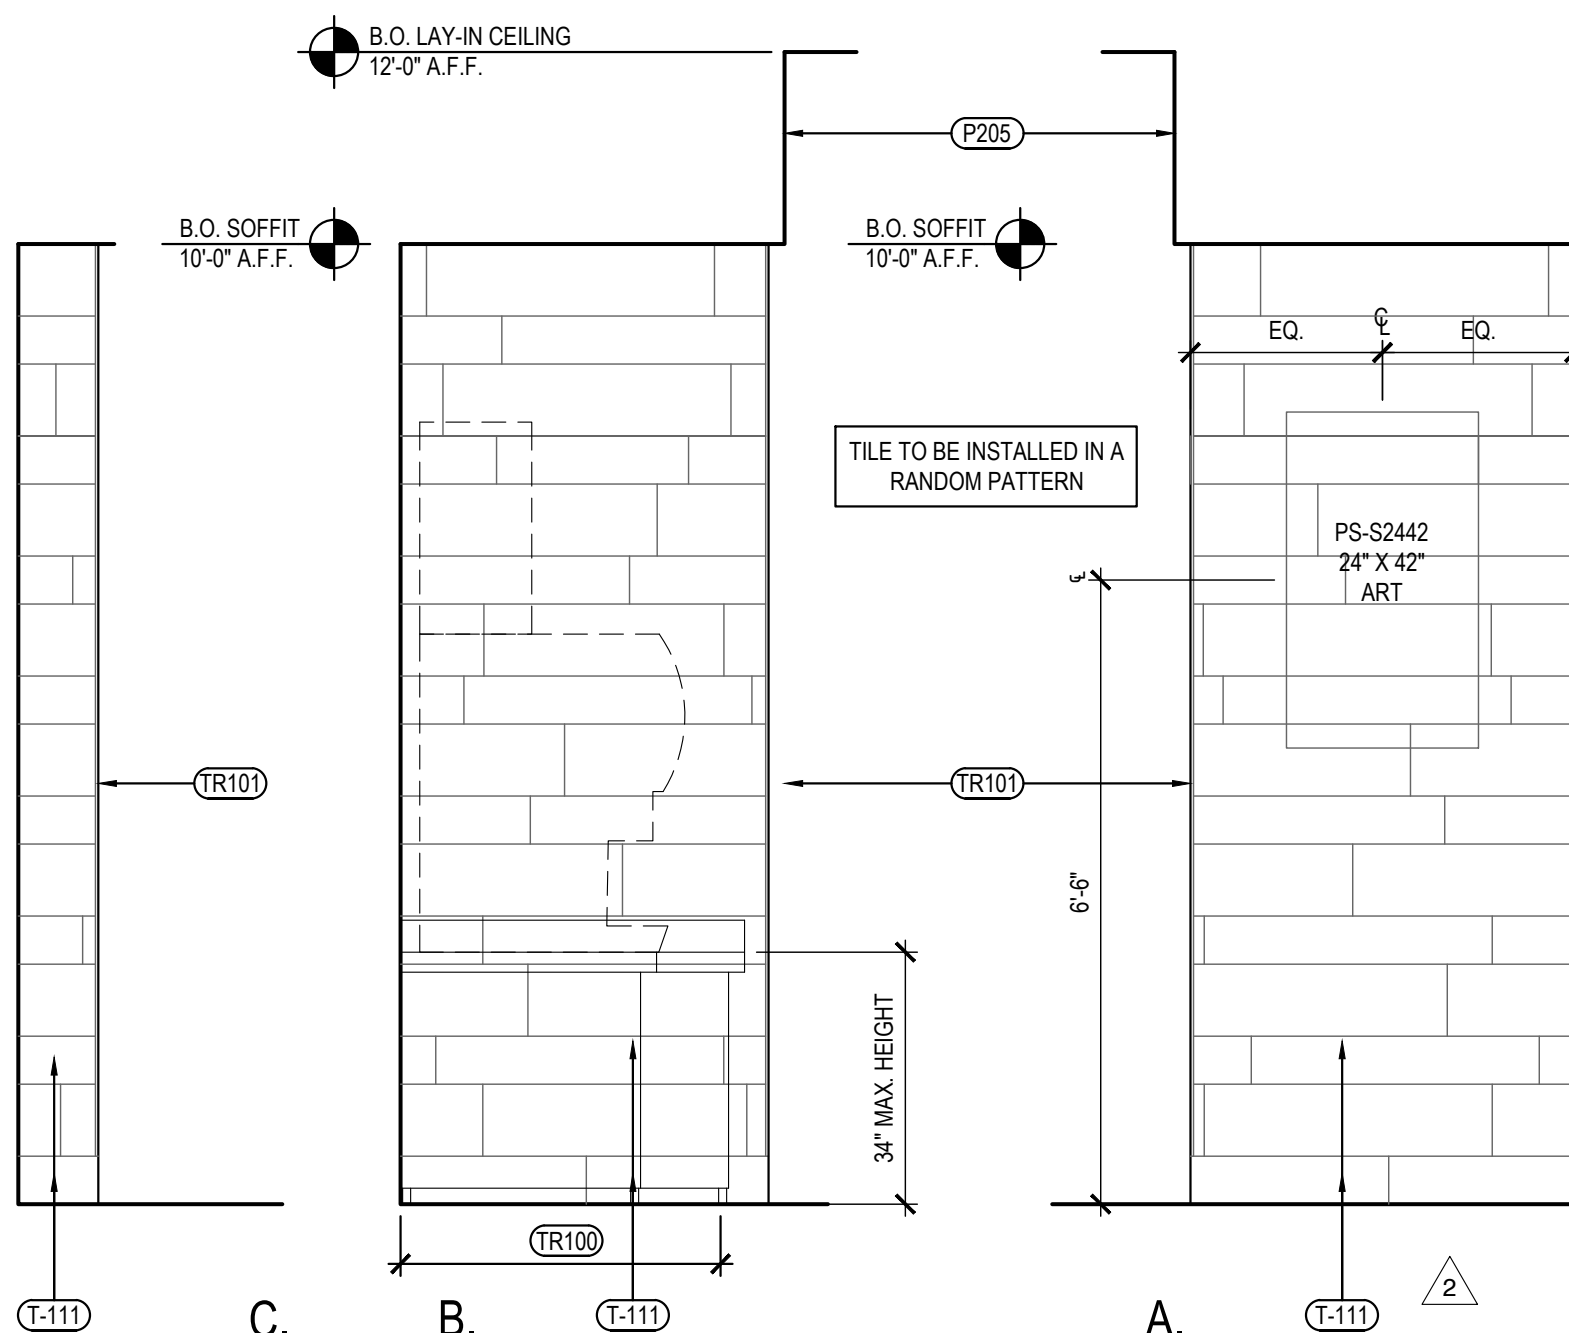 B.O. LAY-IN CEILING
12'-0" A.F.F.
P205
B.O. SOFFIT
10'-0" A.F.F.
B.O. SOFFIT
10'-0" A.F.F.
EQ.
℄
EQ.
TILE TO BE INSTALLED IN A
RANDOM PATTERN
PS-S2442
24" X 42"
ART
℄
TR101
TR101
6'-6"
34" MAX. HEIGHT
TR100
T-111
C.
B.
T-111
A.
T-111
2